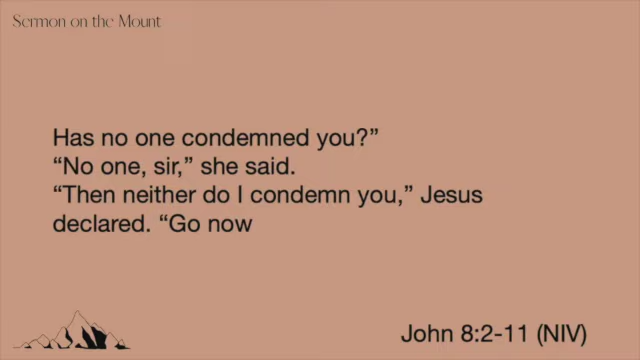 Sermon on the Mount
Has no one condemned you?”
“No one, sir,” she said.
“Then neither do I condemn you,” Jesus
declared. “Go now
John 8:2-11 (NIV)